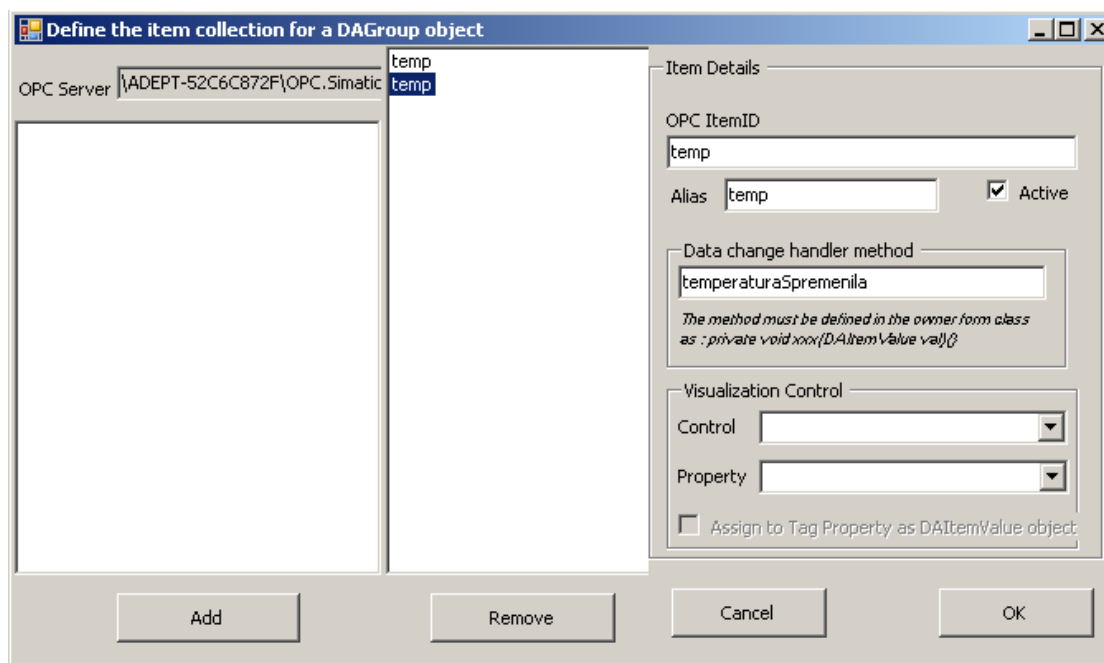 Define the item collection for a DAGroup object
OPC Server \ADEPT-52C6C872F\OPC.Simatic
temp
temp
Item Details
OPC ItemID
temp
Alias temp Active
Data change handler method
temperaturaSpremenila
The method must be defined in the owner form class
as : private void xxx(DAItemValue val){}
Visualization Control
Control
Property
Assign to Tag Property as DAItemValue object
Add
Remove
Cancel
OK